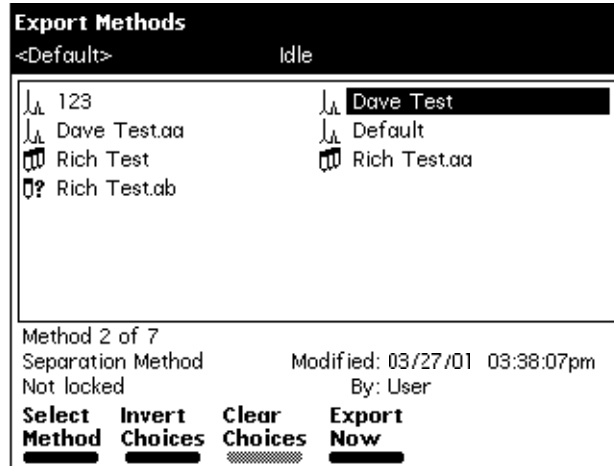 Export Methods
<Default> Idle
123 Dave Test
Dave Test.aa Default
Rich Test Rich Test.aa
Rich Test.ab
Method 2 of 7
Separation Method Modified: 03/27/01 03:38:07pm
Not locked By: User
Select Invert Clear Export
Method Choices Choices Now